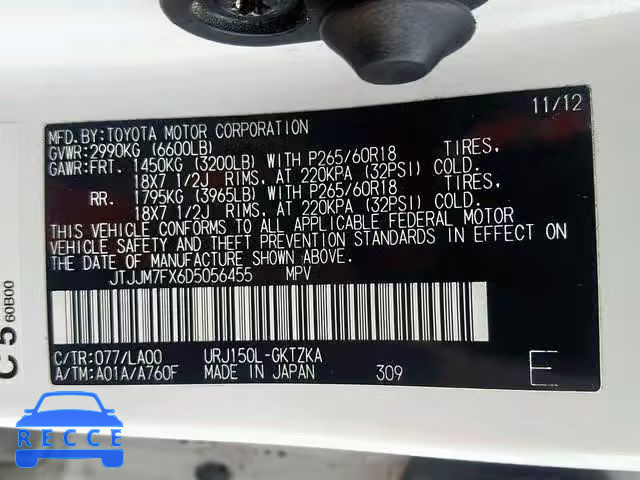 11/12
MFD.BY:TOYOTA MOTOR CORPORATION
GVWR:2990KG (6600LB)
GAWR:FRT. 1450KG (3200LB) WITH P265/60R18 TIRES,
18X7 1/2J RIMS, AT 220KPA (32PSI) COLD.
RR. 1795KG (3965LB) WITH P265/60R18 TIRES,
18X7 1/2J RIMS, AT 220KPA (32PSI) COLD.
THIS VEHICLE CONFORMS TO ALL APPLICABLE FEDERAL MOTOR
VEHICLE SAFETY AND THEFT PREVENTION STANDARDS IN EFFECT ON
THE DATE OF MANUFACTURE SHOWN ABOVE.
JTJJM7FX6D5056455 MPV
C/TR:077/LA00 URJ150L-GKTZKA
A/TM:A01A/A760F MADE IN JAPAN 309 E
C 5 60B00
RECCE